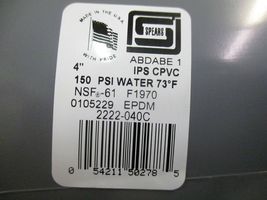 MADE IN THE U.S.A.
WITH PRIDE
S
SPEARS
ABDABE 1
4" IPS CPVC
150 PSI WATER 73°F
NSF®-61 F1970
0105229 EPDM
2222-040C
0 54211 50278 5